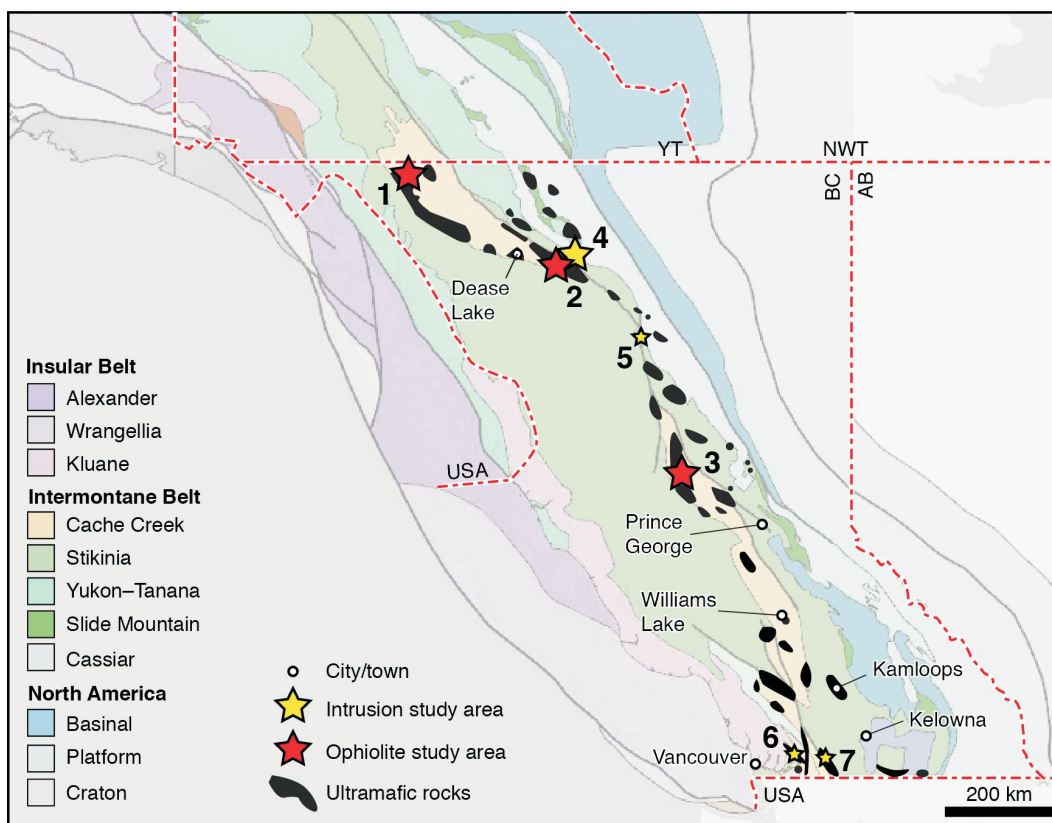 YT
NWT
BC
AB
1
4
Dease
Lake
2
5
USA
3
Prince
George
Williams
Lake
Kamloops
Kelowna
6
Vancouver
7
USA
200 km
Insular Belt
Alexander
Wrangellia
Kluane
Intermontane Belt
Cache Creek
Stikinia
Yukon–Tanana
Slide Mountain
Cassiar
North America
Basinal
Platform
Craton
City/town
Intrusion study area
Ophiolite study area
Ultramafic rocks